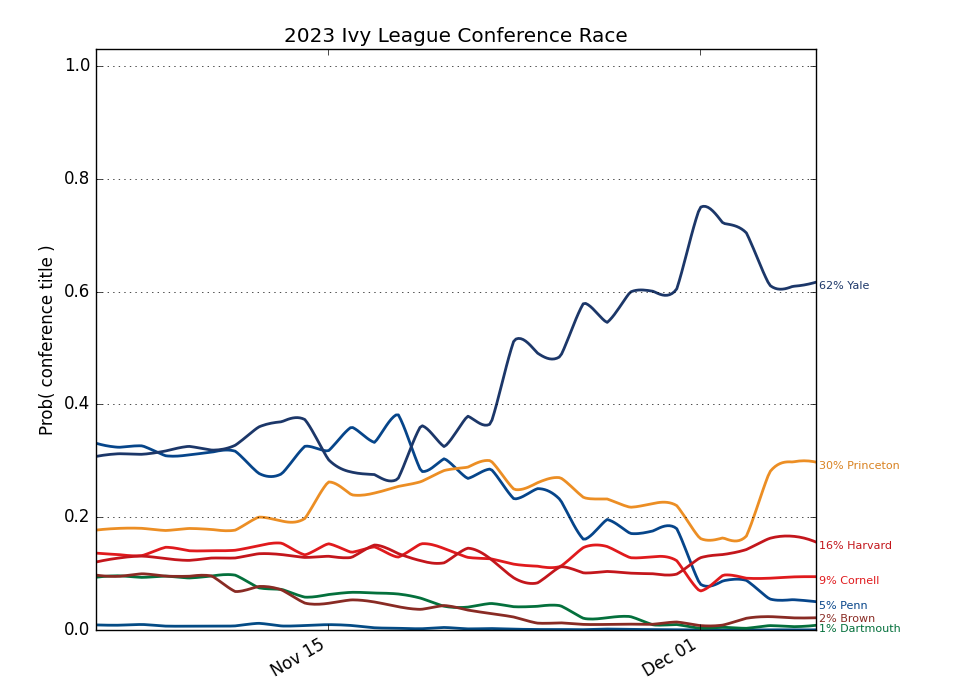 2023 Ivy League Conference Race
Prob( conference title )
1.0
0.8
0.6
0.4
0.2
0.0
Nov 15
Dec 01
62% Yale
30% Princeton
16% Harvard
9% Cornell
5% Penn
2% Brown
1% Dartmouth